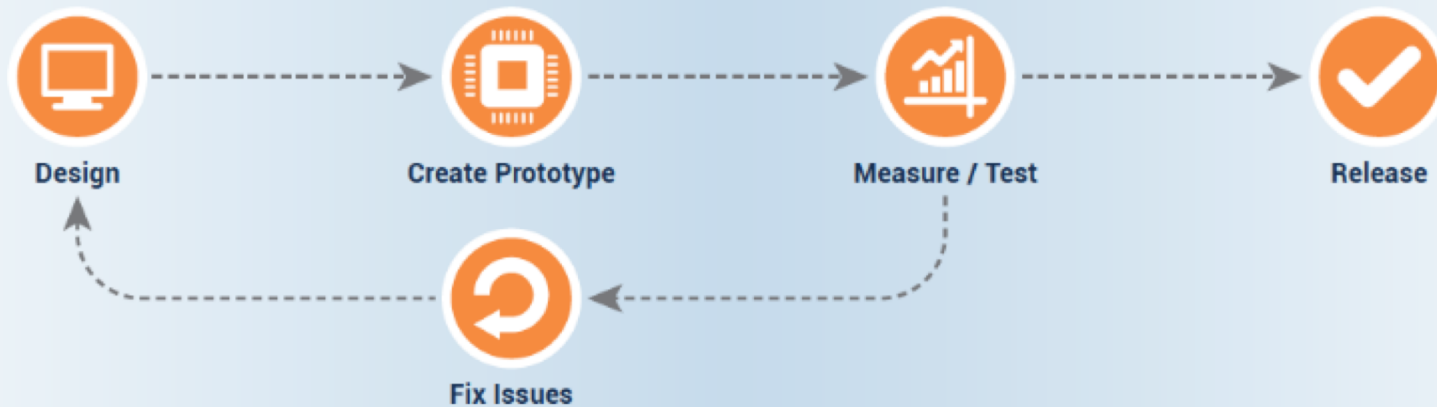 Design
Create Prototype
Measure / Test
Release
Fix Issues